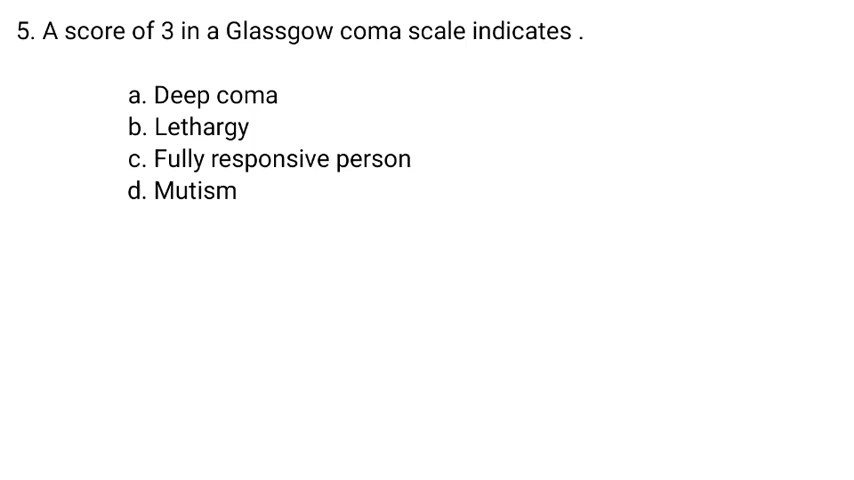 5. A score of 3 in a Glassgow coma scale indicates .
a. Deep coma
b. Lethargy
c. Fully responsive person
d. Mutism